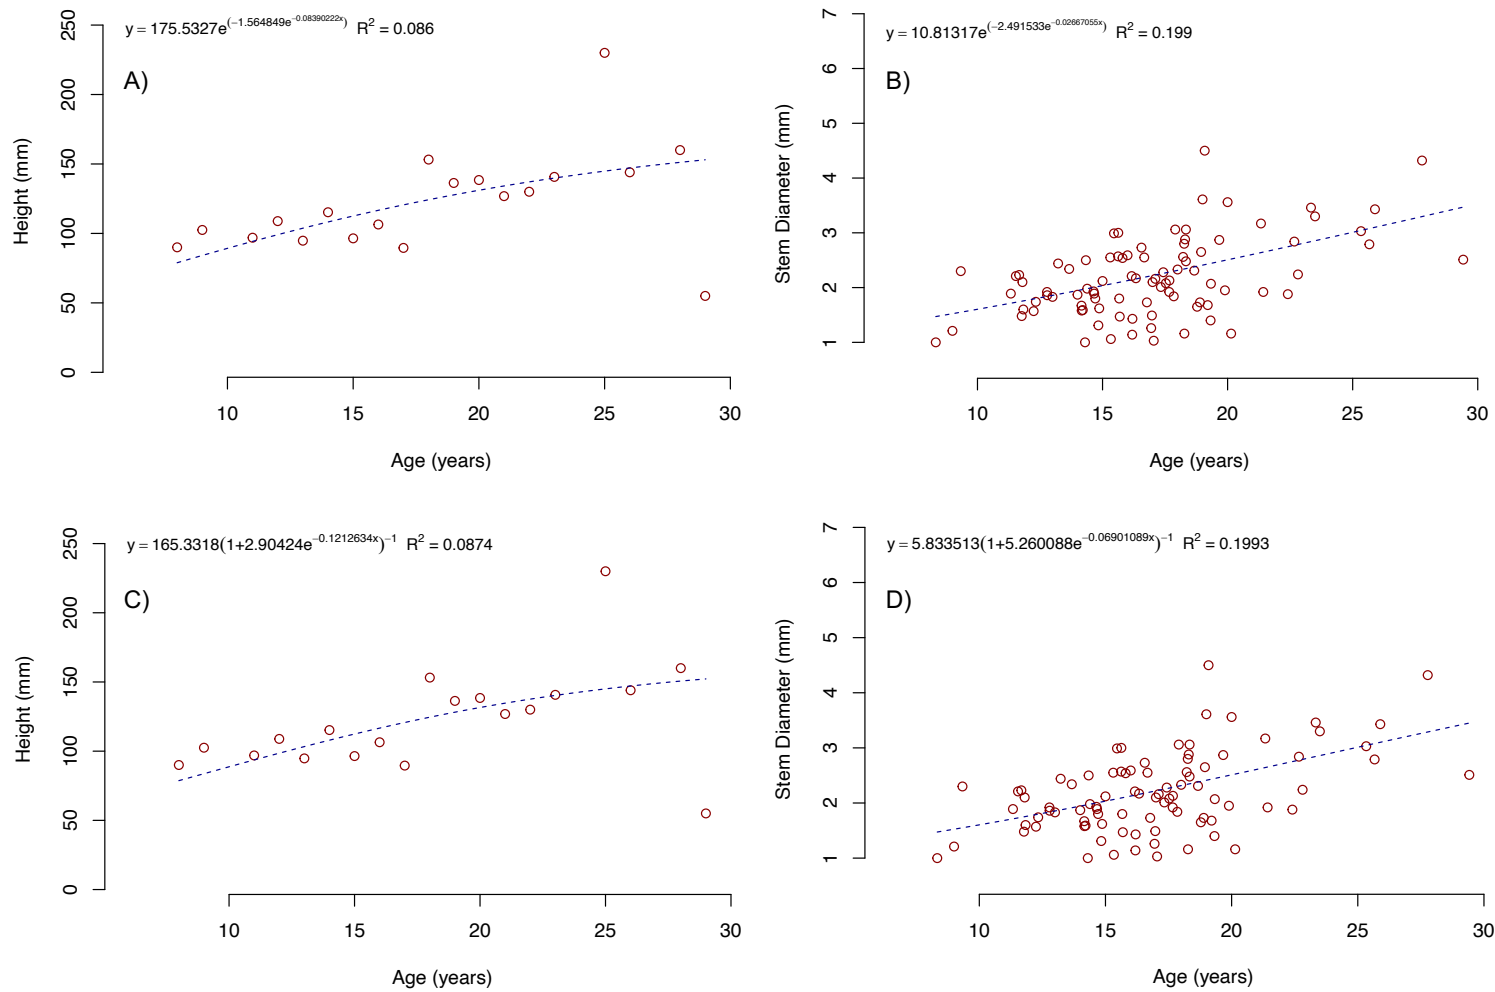 y = 175.5327e^(−1.564849e^−0.08390222x) R² = 0.086
A)
Height (mm)
0 50 100 150 200 250
10 15 20 25 30
Age (years)
y = 10.81317e^(−2.491533e^−0.02667055x) R² = 0.199
B)
Stem Diameter (mm)
1 2 3 4 5 6 7
10 15 20 25 30
Age (years)
y = 165.3318(1+2.90424e^−0.1212634x)^−1 R² = 0.0874
C)
Height (mm)
0 50 100 150 200 250
10 15 20 25 30
Age (years)
y = 5.833513(1+5.260088e^−0.06901089x)^−1 R² = 0.1993
D)
Stem Diameter (mm)
1 2 3 4 5 6 7
10 15 20 25 30
Age (years)